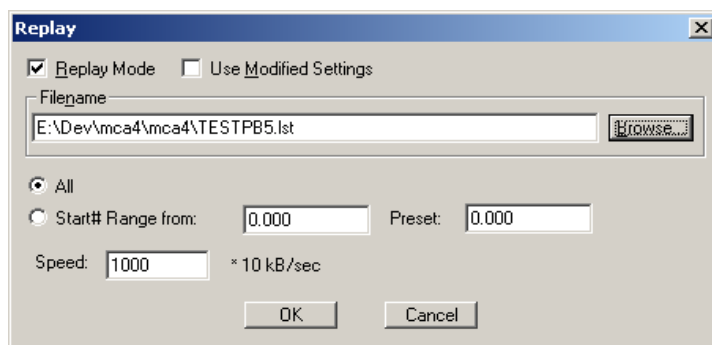 Replay
Replay Mode Use Modified Settings
Filename
E:\Dev\mca4\mca4\TESTPB5.lst Browse...
All
Start# Range from: 0.000 Preset: 0.000
Speed: 1000 * 10 kB/sec
OK Cancel